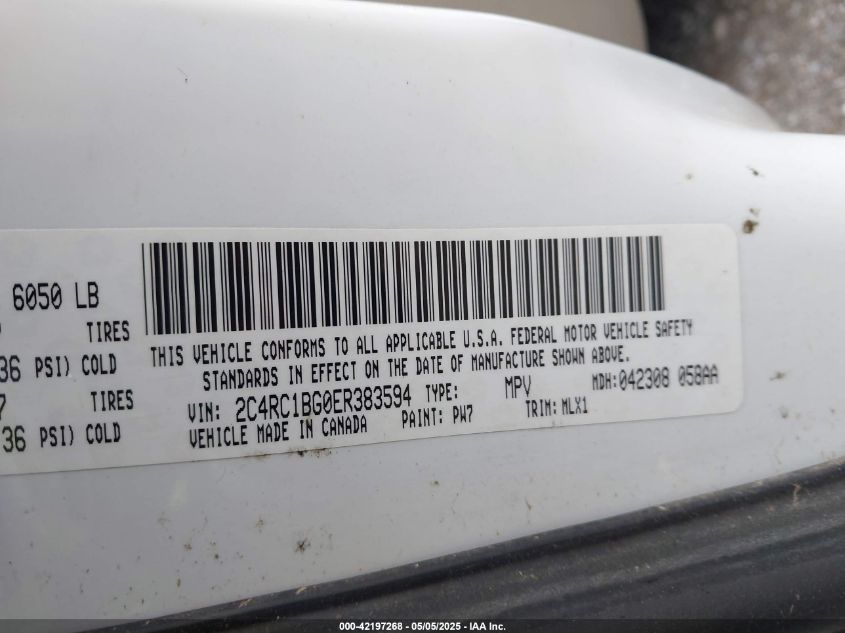 6050 LB
TIRES
36 PSI) COLD
7 TIRES
36 PSI) COLD
THIS VEHICLE CONFORMS TO ALL APPLICABLE U.S.A. FEDERAL MOTOR VEHICLE SAFETY
STANDARDS IN EFFECT ON THE DATE OF MANUFACTURE SHOWN ABOVE.
VIN: 2C4RC1BG0ER383594 TYPE: MPV MDH: 042308 058AA
VEHICLE MADE IN CANADA PAINT: PW7 TRIM: MLX1
000-42197268 - 05/05/2025 - IAA Inc.